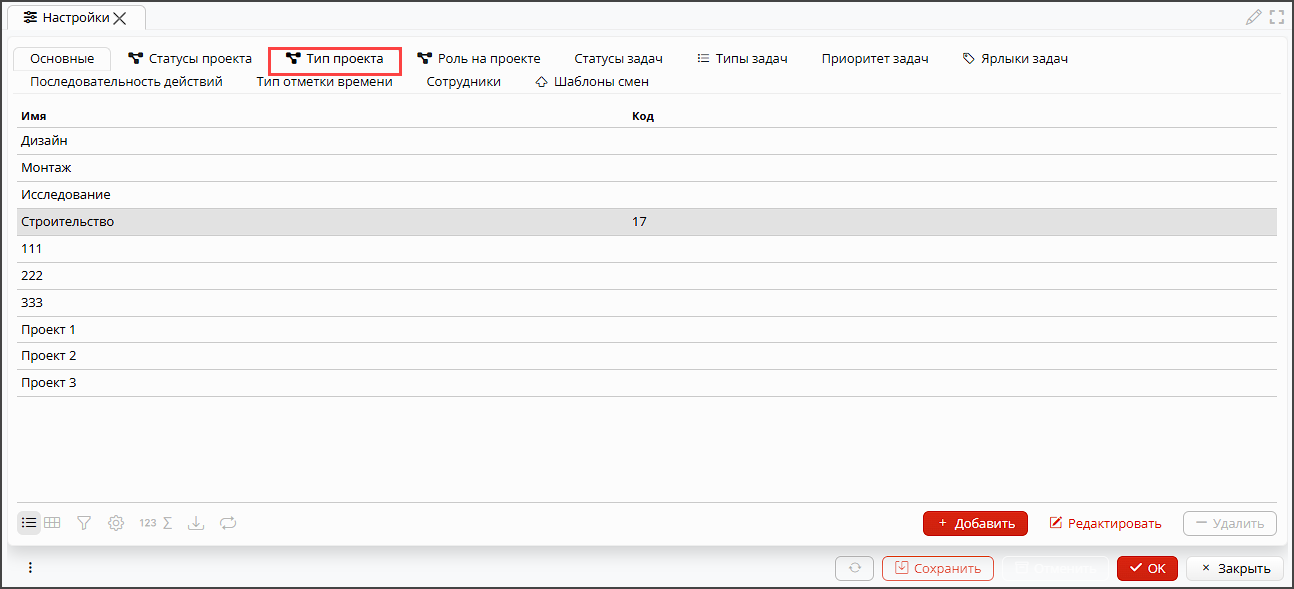 Настройки
Основные Статусы проекта Тип проекта Роль на проекте Статусы задач Типы задач Приоритет задач Ярлыки задач
Последовательность действий Тип отметки времени Сотрудники Шаблоны смен
Имя Код
Дизайн
Монтаж
Исследование
Строительство 17
111
222
333
Проект 1
Проект 2
Проект 3
123 Σ + Добавить Редактировать Удалить
Сохранить OK Закрыть